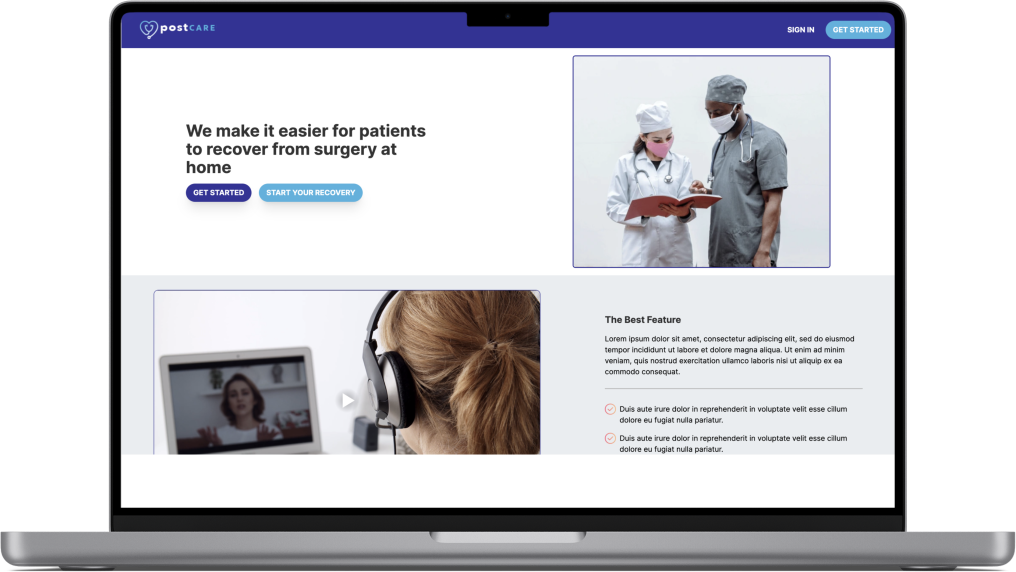 postCARE
SIGN IN
GET STARTED
We make it easier for patients
to recover from surgery at
home
GET STARTED
START YOUR RECOVERY
The Best Feature
Lorem ipsum dolor sit amet, consectetur adipiscing elit, sed do eiusmod
tempor incididunt ut labore et dolore magna aliqua. Ut enim ad minim
veniam, quis nostrud exercitation ullamco laboris nisi ut aliquip ex ea
commodo consequat.
Duis aute irure dolor in reprehenderit in voluptate velit esse cillum
dolore eu fugiat nulla pariatur.
Duis aute irure dolor in reprehenderit in voluptate velit esse cillum
dolore eu fugiat nulla pariatur.